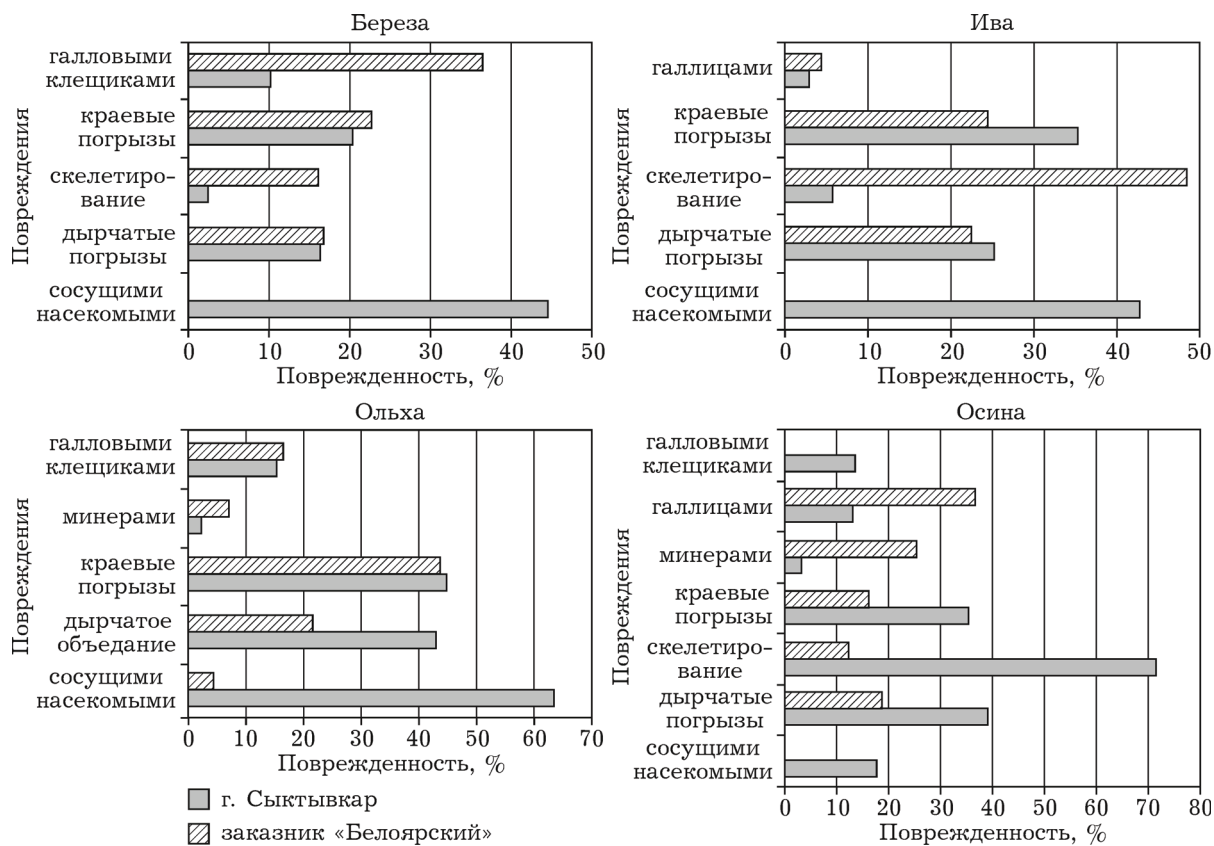 Береза
Повреждения
галловыми
клещиками
краевые
погрызы
скелетиро-
вание
дырчатые
погрызы
сосущими
насекомыми
0 10 20 30 40 50
Поврежденность, %
Ива
Повреждения
галлицами
краевые
погрызы
скелетиро-
вание
дырчатые
погрызы
сосущими
насекомыми
0 10 20 30 40 50
Поврежденность, %
Ольха
Повреждения
галловыми
клещиками
минерами
краевые
погрызы
дырчатое
объедание
сосущими
насекомыми
0 10 20 30 40 50 60 70
Поврежденность, %
Осина
Повреждения
галловыми
клещиками
галлицами
минерами
краевые
погрызы
скелетиро-
вание
дырчатые
погрызы
сосущими
насекомыми
0 10 20 30 40 50 60 70 80
Поврежденность, %
г. Сыктывкар
заказник «Белоярский»